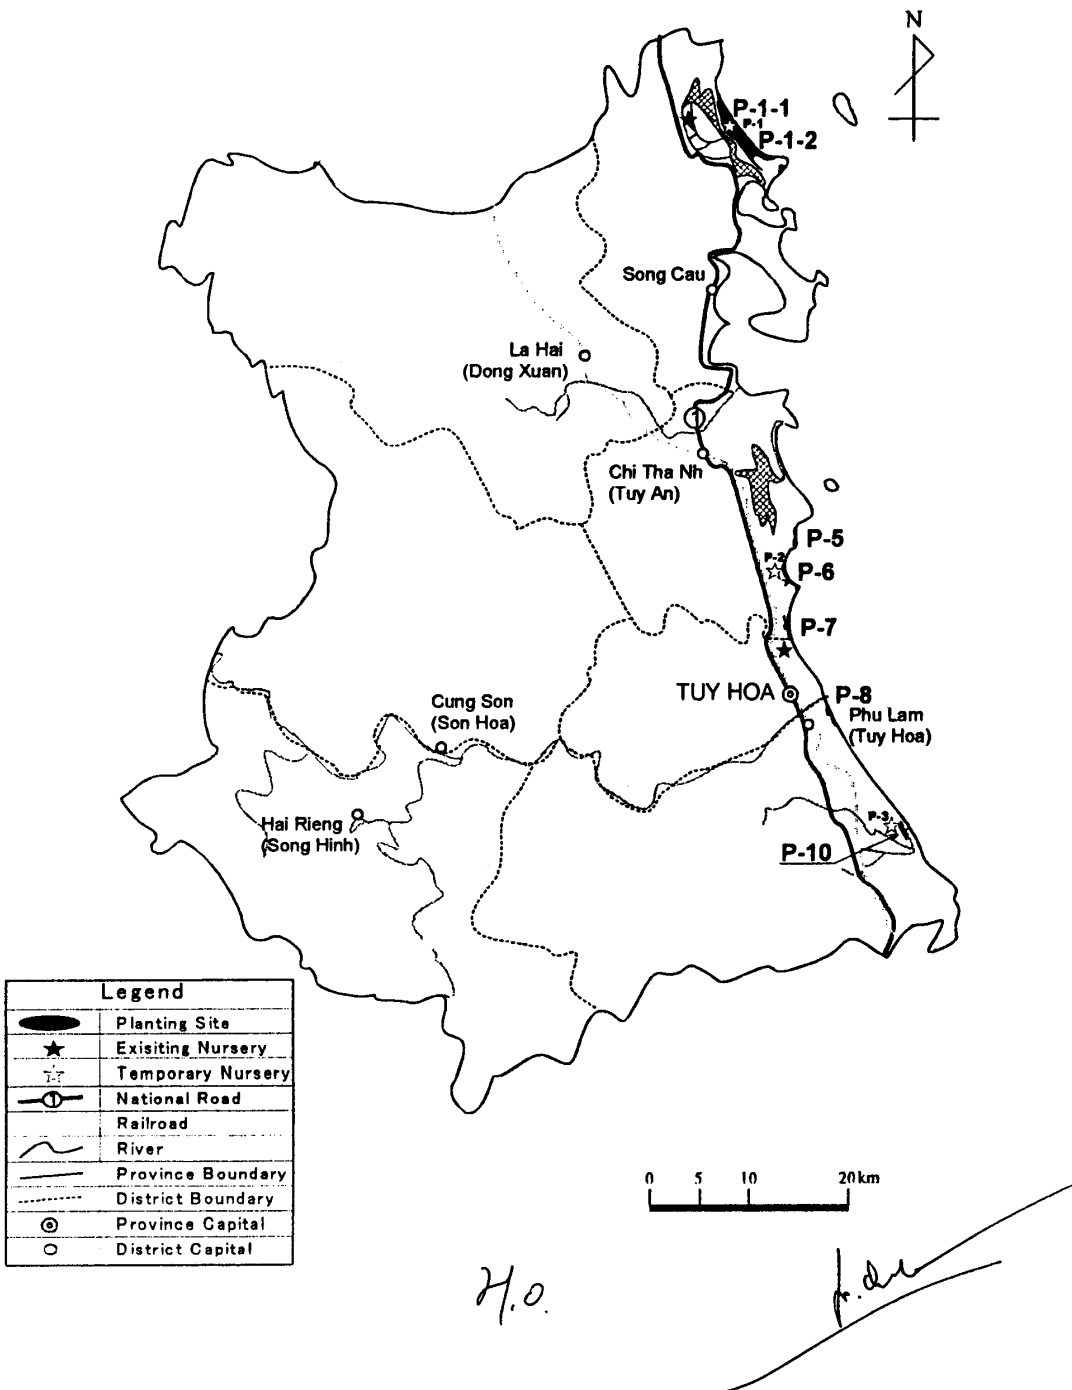 N
P-1-1
P-1
P-1-2
Song Cau
La Hai
(Dong Xuan)
1
Chi Tha Nh
(Tuy An)
P-5
P-2
P-6
P-7
TUY HOA
P-8
Cung Son
(Son Hoa)
Phu Lam
(Tuy Hoa)
Hai Rieng
(Song Hinh)
P-3
P-10
Legend
Planting Site
Exisiting Nursery
Temporary Nursery
1 National Road
Railroad
River
Province Boundary
District Boundary
Province Capital
District Capital
0 5 10 20km
H.O.